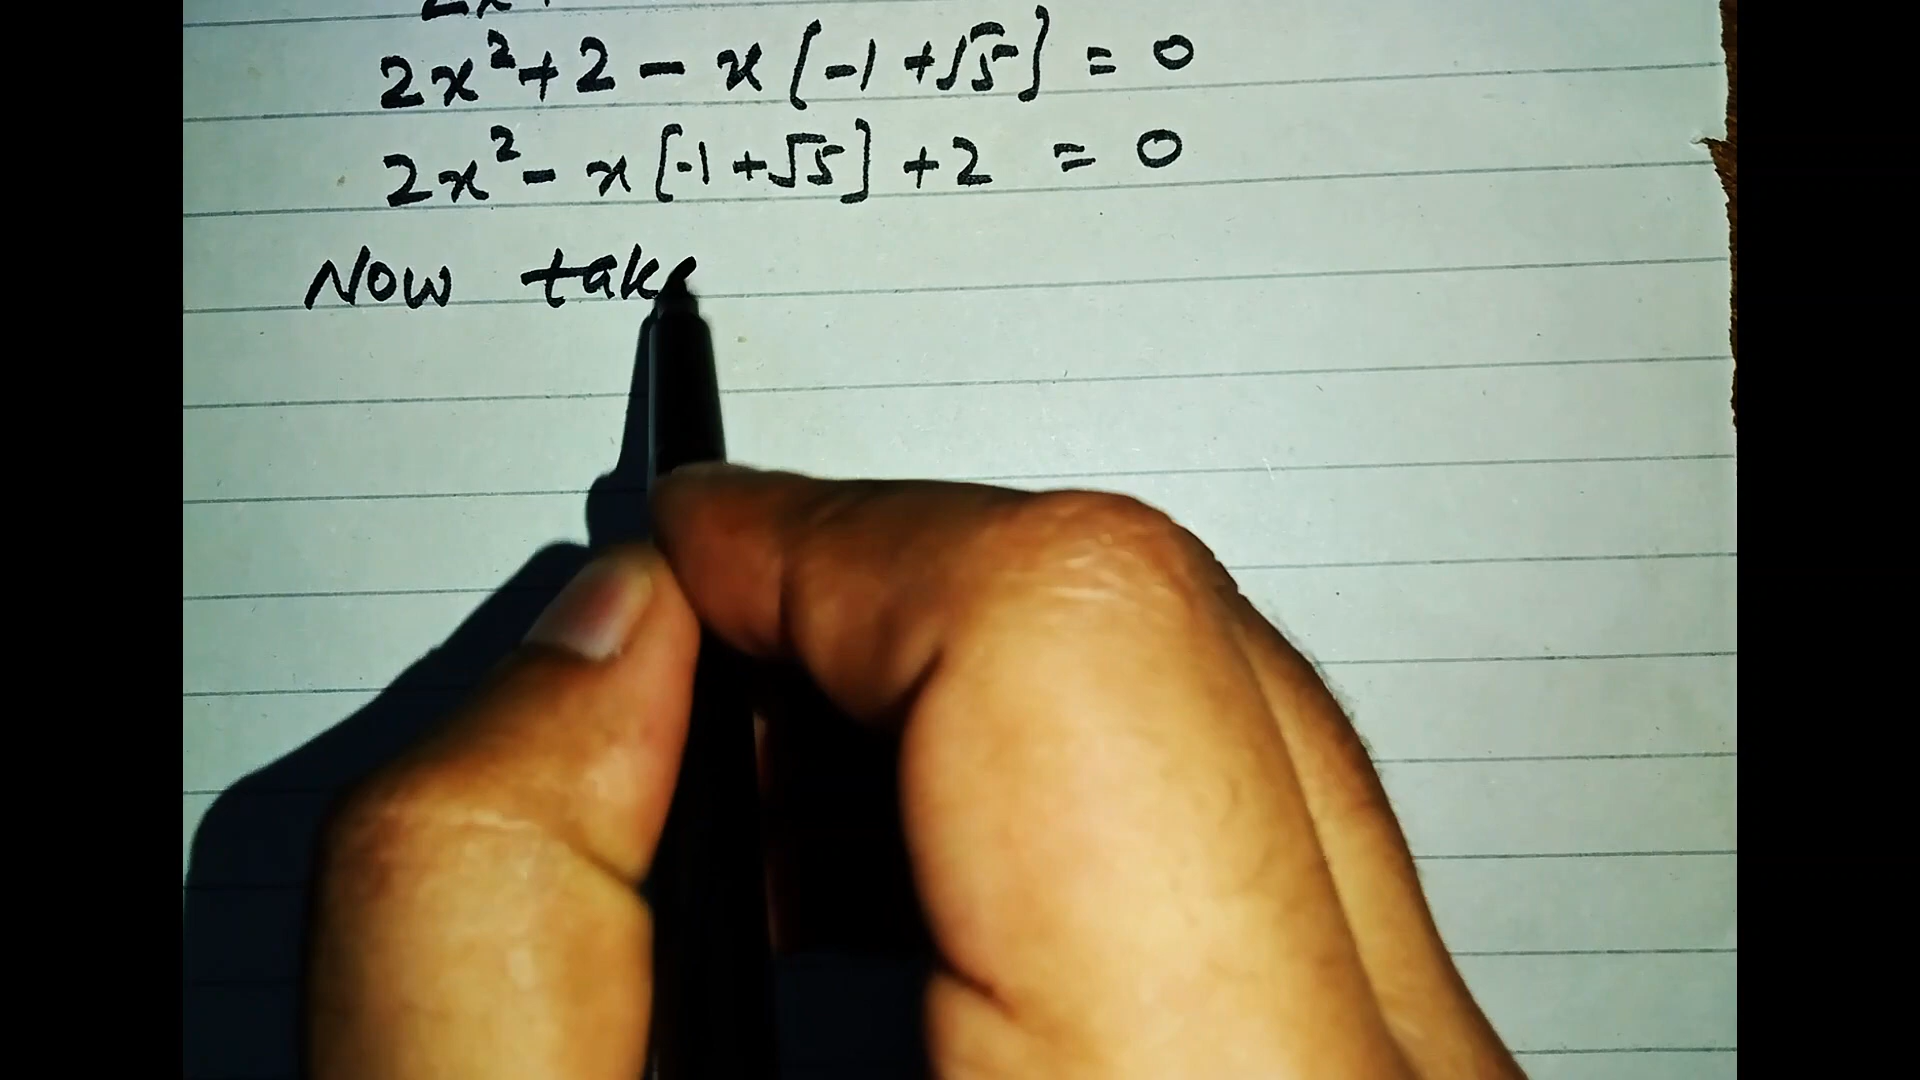 2x² + 2 - x [-1 + √5] = 0
2x² - x [-1 + √5] + 2 = 0
Now take